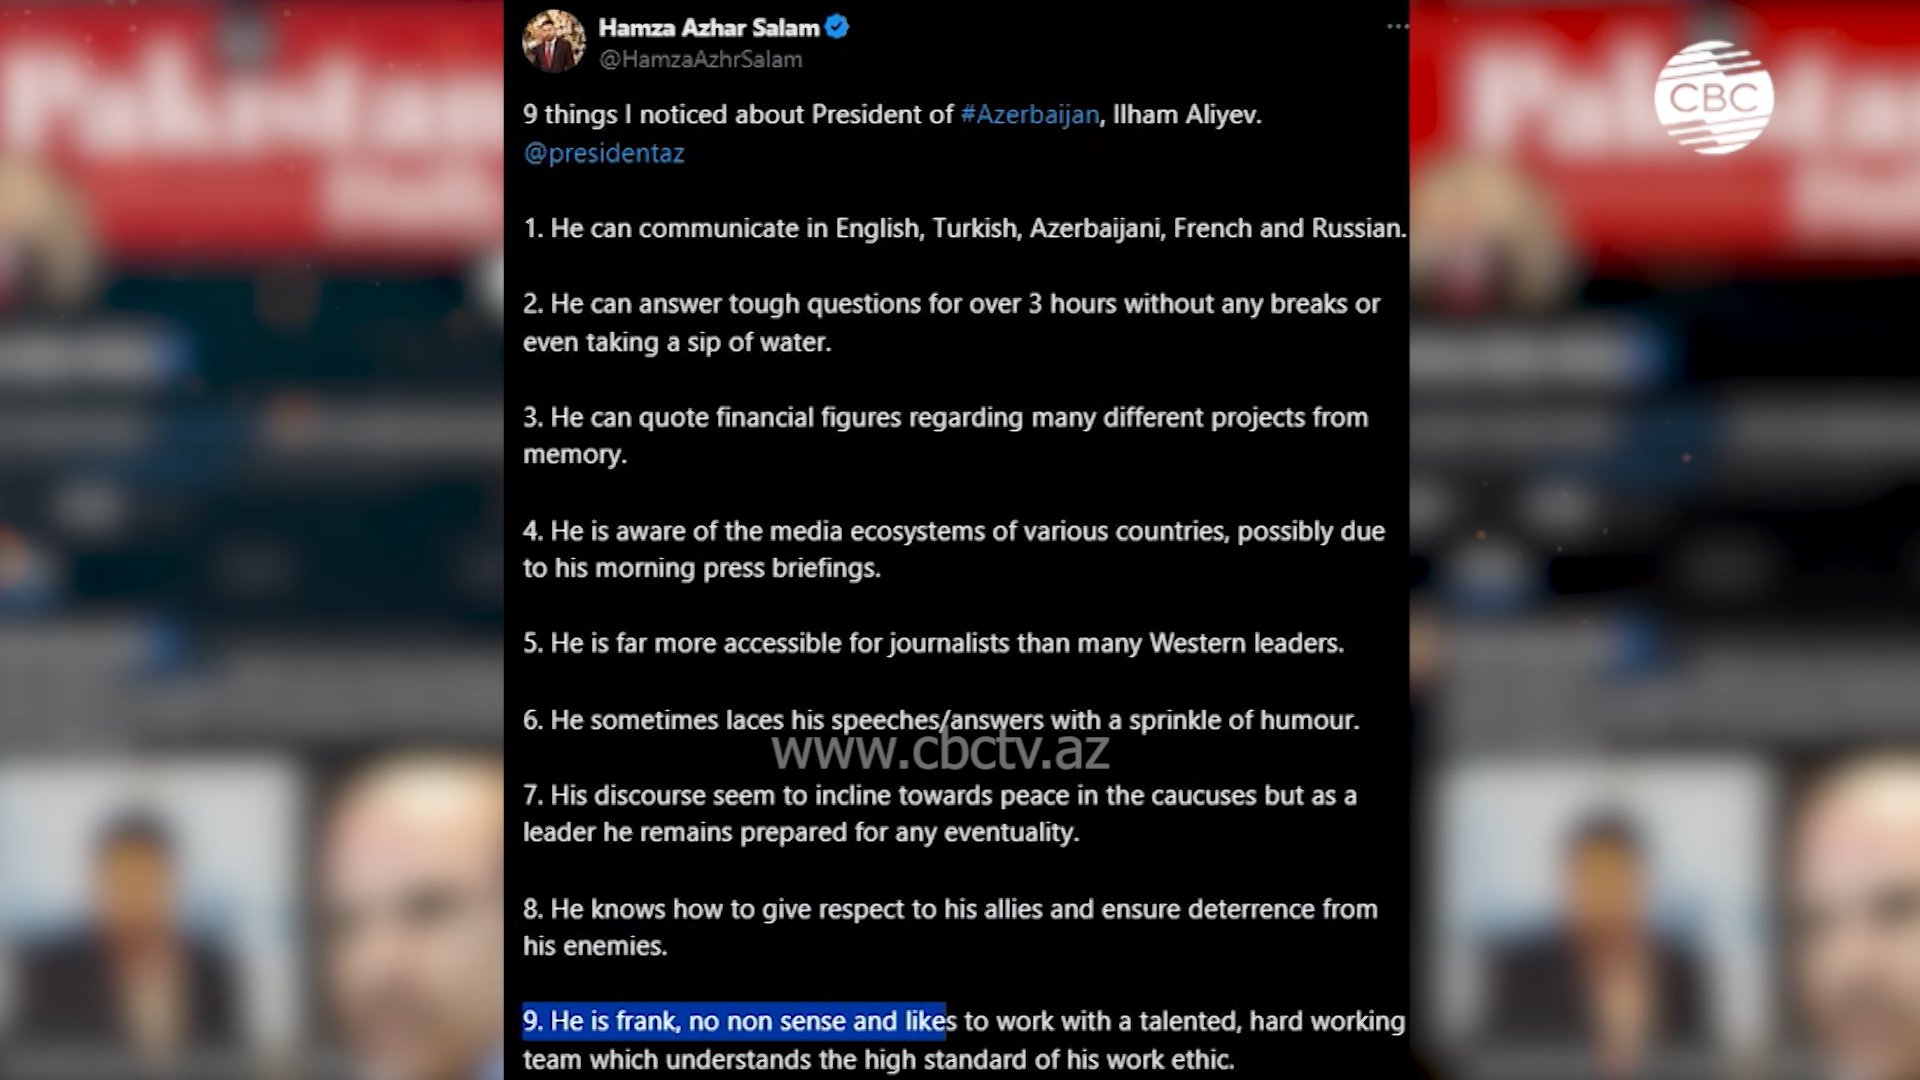 Hamza Azhar Salam
@HamzaAzhrSalam
CBC
9 things I noticed about President of #Azerbaijan, Ilham Aliyev.
@presidentaz
1. He can communicate in English, Turkish, Azerbaijani, French and Russian.
2. He can answer tough questions for over 3 hours without any breaks or
even taking a sip of water.
3. He can quote financial figures regarding many different projects from
memory.
4. He is aware of the media ecosystems of various countries, possibly due
to his morning press briefings.
5. He is far more accessible for journalists than many Western leaders.
6. He sometimes laces his speeches/answers with a sprinkle of humour.
www.cbctv.az
7. His discourse seem to incline towards peace in the caucuses but as a
leader he remains prepared for any eventuality.
8. He knows how to give respect to his allies and ensure deterrence from
his enemies.
9. He is frank, no non sense and likes to work with a talented, hard working
team which understands the high standard of his work ethic.